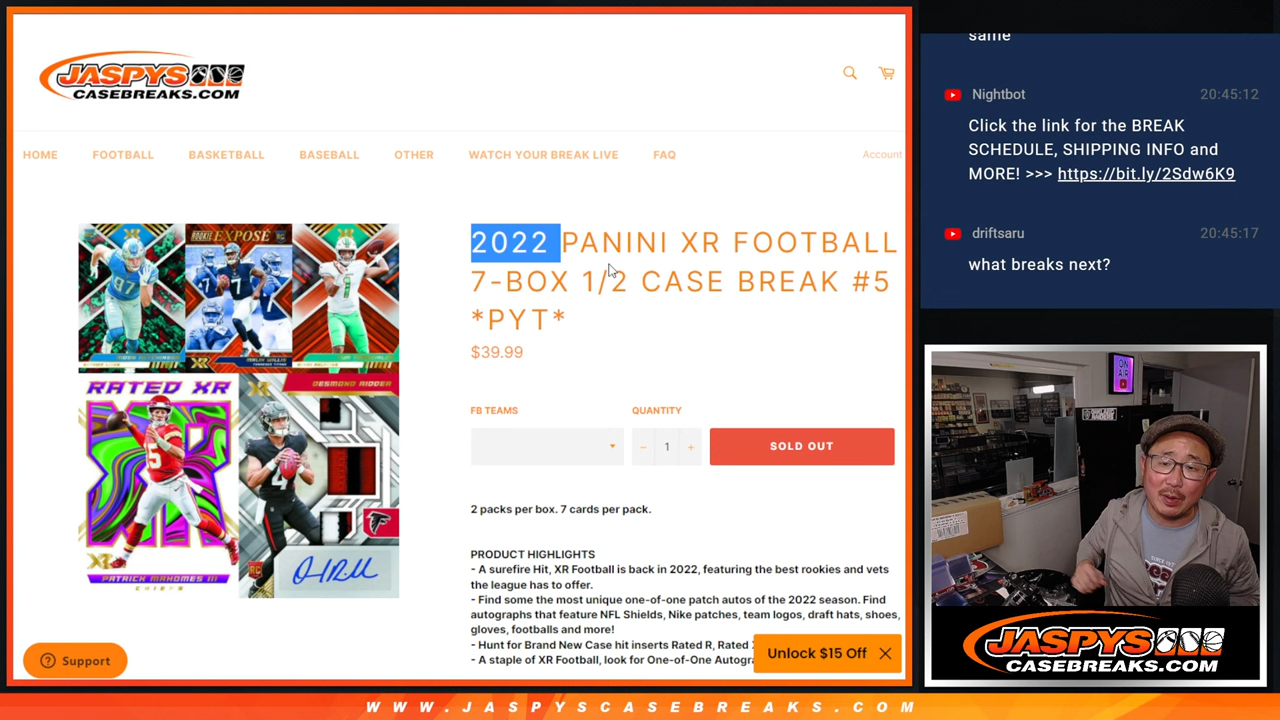 JASPYS
CASEBREAKS.COM
HOME FOOTBALL BASKETBALL BASEBALL OTHER WATCH YOUR BREAK LIVE FAQ Account
2022 PANINI XR FOOTBALL
7-BOX 1/2 CASE BREAK #5
*PYT*
$39.99
FB TEAMS QUANTITY
− 1 + SOLD OUT
2 packs per box. 7 cards per pack.
PRODUCT HIGHLIGHTS
- A surefire Hit, XR Football is back in 2022, featuring the best rookies and vets
the league has to offer.
- Find some the most unique one-of-one patch autos of the 2022 season. Find
autographs that feature NFL Shields, Nike patches, team logos, draft hats, shoes,
gloves, footballs and more!
- Hunt for Brand New Case hit inserts Rated R, Rated
- A staple of XR Football, look for One-of-One
Support
Unlock $15 Off
EXPOSÉ
RATED XR
DESMOND RIDDER
PATRICK MAHOMES II
CHIEFS
RC
same
Nightbot 20:45:12
Click the link for the BREAK
SCHEDULE, SHIPPING INFO and
MORE! >>> https://bit.ly/2Sdw6K9
driftsaru 20:45:17
what breaks next?
ON
AIR
JASPYS
CASEBREAKS.COM
WWW.JASPYSCASEBREAKS.COM